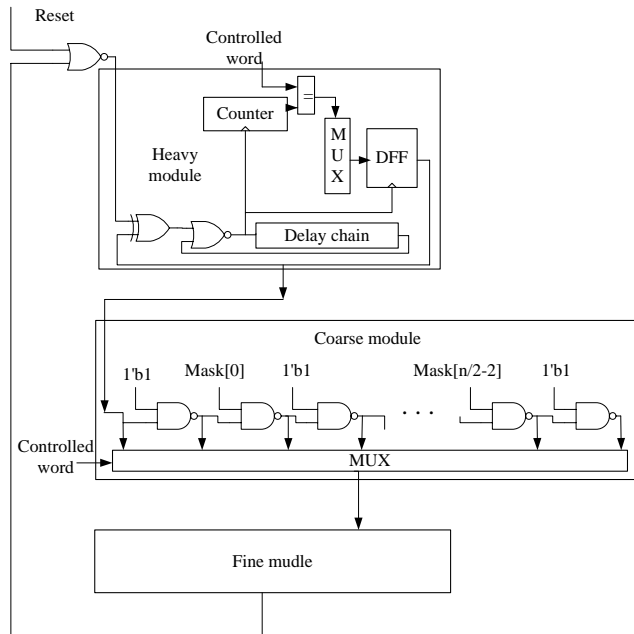 Reset
Controlled
word
=
Counter
M
U
X
DFF
Heavy
module
Delay chain
Coarse module
1'b1
Mask[0]
1'b1
. . .
Mask[n/2-2]
1'b1
Controlled
word
MUX
Fine mudle